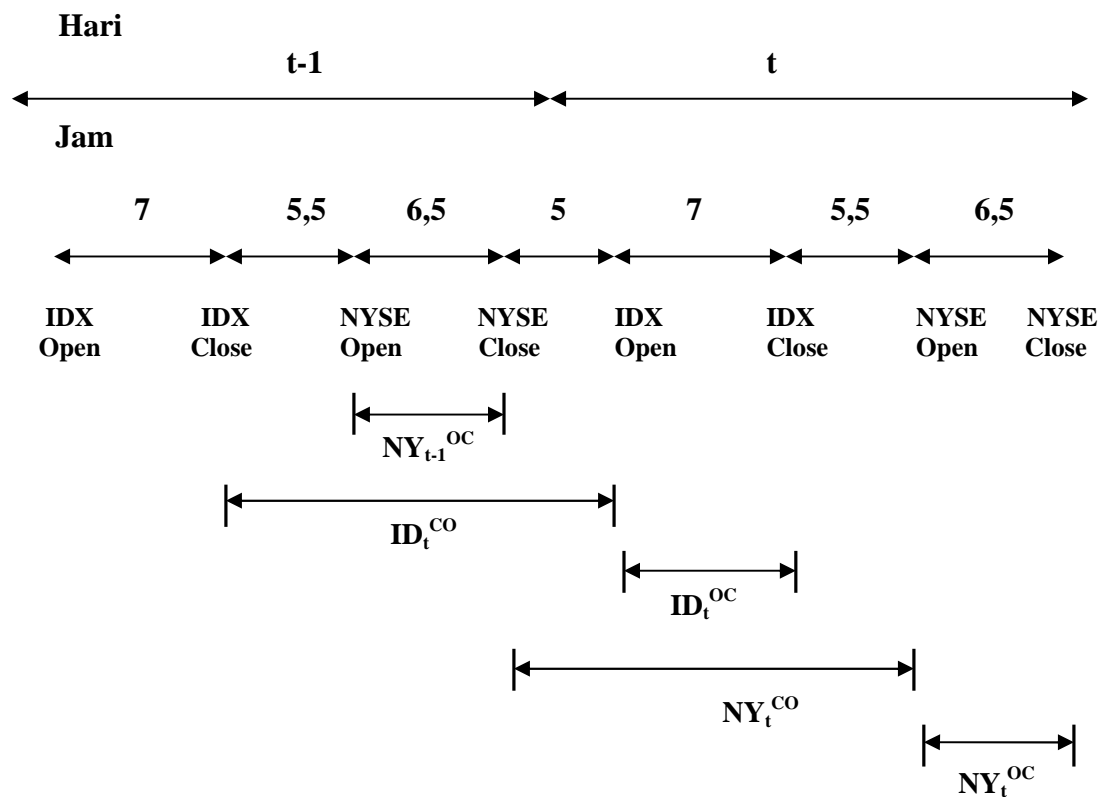 Hari
t-1 t
Jam
7 5,5 6,5 5 7 5,5 6,5
IDX IDX NYSE NYSE IDX IDX NYSE NYSE
Open Close Open Close Open Close Open Close
NYt-1OC
IDtCO
IDtOC
NYtCO
NYtOC